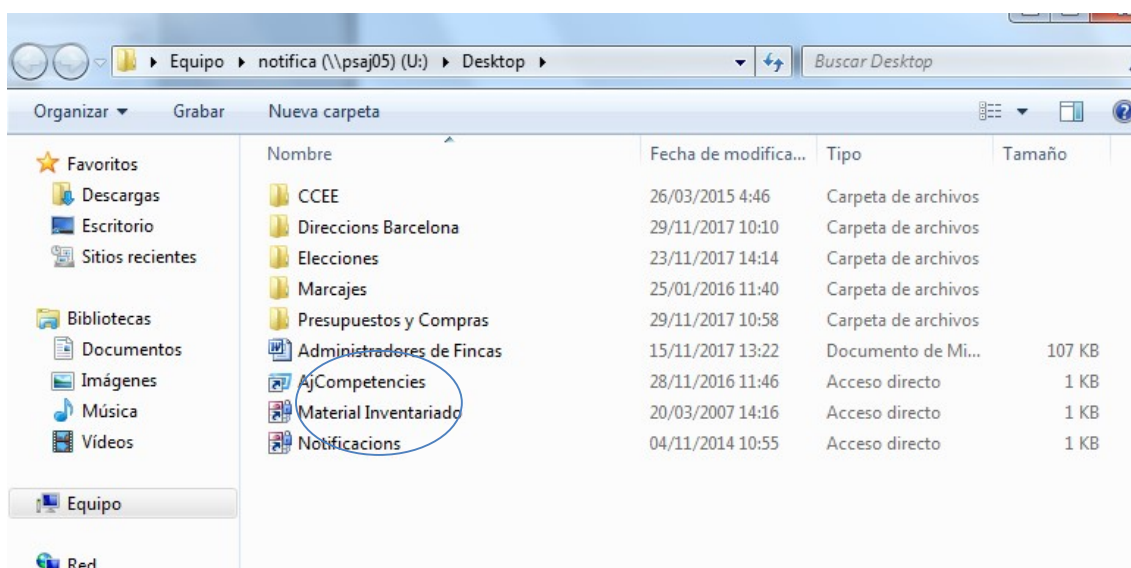 Equipo notifica (\\psaj05) (U:) Desktop Buscar Desktop
Organizar Grabar Nueva carpeta
Nombre Fecha de modifica... Tipo Tamaño
Favoritos
Descargas
Escritorio
Sitios recientes
Bibliotecas
Documentos
Imágenes
Música
Vídeos
Equipo
Red
CCEE 26/03/2015 4:46 Carpeta de archivos
Direccions Barcelona 29/11/2017 10:10 Carpeta de archivos
Elecciones 23/11/2017 14:14 Carpeta de archivos
Marcajes 25/01/2016 11:40 Carpeta de archivos
Presupuestos y Compras 29/11/2017 10:58 Carpeta de archivos
Administradores de Fincas 15/11/2017 13:22 Documento de Mi... 107 KB
AjCompetencies 28/11/2016 11:46 Acceso directo 1 KB
Material Inventariado 20/03/2007 14:16 Acceso directo 1 KB
Notificacions 04/11/2014 10:55 Acceso directo 1 KB